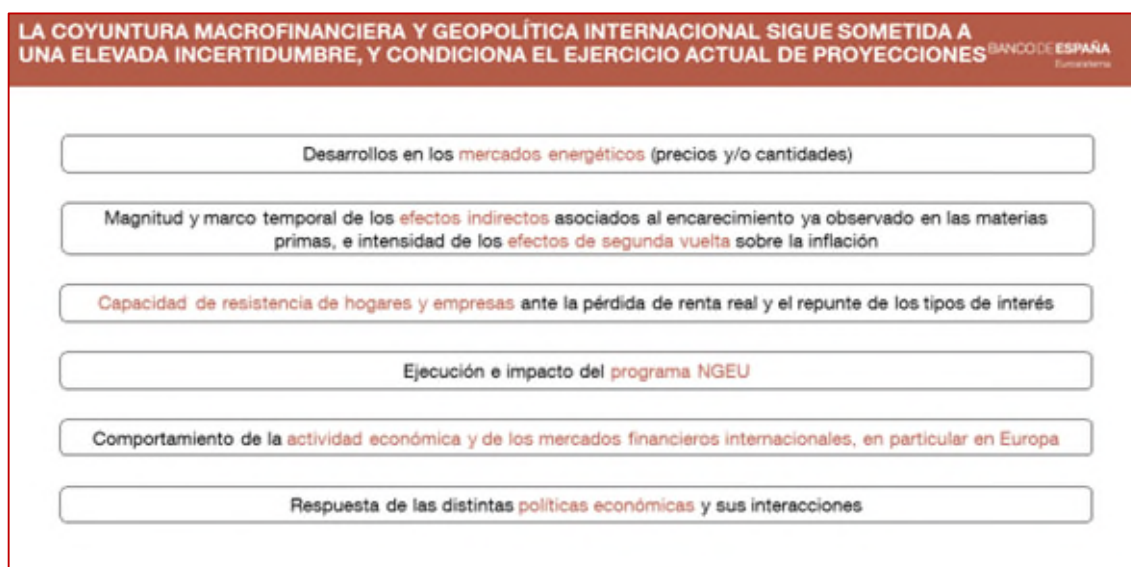 LA COYUNTURA MACROFINANCIERA Y GEOPOLÍTICA INTERNACIONAL SIGUE SOMETIDA A
UNA ELEVADA INCERTIDUMBRE, Y CONDICIONA EL EJERCICIO ACTUAL DE PROYECCIONES
BANCO DE ESPAÑA
Eurosistema
Desarrollos en los mercados energéticos (precios y/o cantidades)
Magnitud y marco temporal de los efectos indirectos asociados al encarecimiento ya observado en las materias
primas, e intensidad de los efectos de segunda vuelta sobre la inflación
Capacidad de resistencia de hogares y empresas ante la pérdida de renta real y el repunte de los tipos de interés
Ejecución e impacto del programa NGEU
Comportamiento de la actividad económica y de los mercados financieros internacionales, en particular en Europa
Respuesta de las distintas políticas económicas y sus interacciones